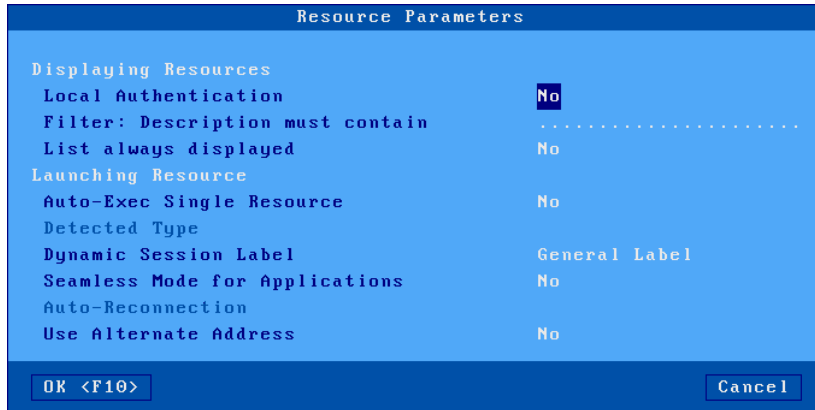 Resource Parameters
Displaying Resources
Local Authentication No
Filter: Description must contain ......................
List always displayed No
Launching Resource
Auto-Exec Single Resource No
Detected Type
Dynamic Session Label General Label
Seamless Mode for Applications No
Auto-Reconnection
Use Alternate Address No
OK <F10> Cancel